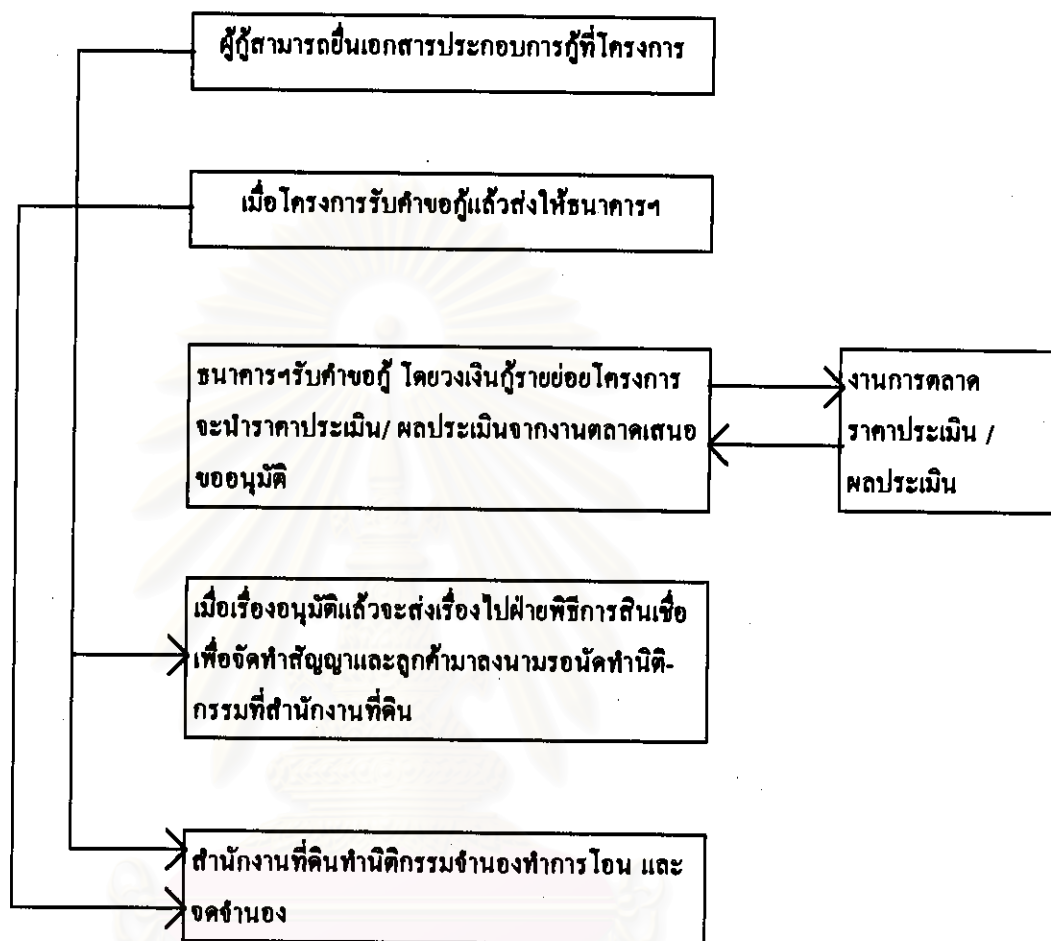 ผู้กู้สามารถยื่นเอกสารประกอบการกู้ที่โครงการ
เมื่อโครงการรับคำขอกู้แล้วส่งให้ธนาคารฯ
ธนาคารฯรับคำขอกู้ โดยวงเงินกู้รายย่อยโครงการ
จะนำราคาประเมิน/ ผลประเมินจากงานตลาดเสนอ
ขออนุมัติ
งานการตลาด
ราคาประเมิน /
ผลประเมิน
เมื่อเรื่องอนุมัติแล้วจะส่งเรื่องไปฝ่ายพิธีการสินเชื่อ
เพื่อจัดทำสัญญาและลูกค้ามาลงนามรอนัดทำนิติ-
กรรมที่สำนักงานที่ดิน
สำนักงานที่ดินทำนิติกรรมจำนองทำการโอน และ
จดจำนอง